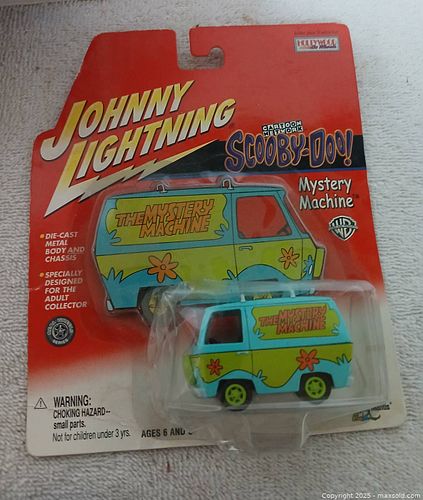 HOLLYWOOD
JOHNNY
LIGHTNING
CARTOON
NETWORK
SCOOBY-DOO!
Mystery
Machine
WB
THE MYSTERY
MACHINE
• DIE-CAST
METAL
BODY AND
CHASSIS
• SPECIALLY
DESIGNED
FOR THE
ADULT
COLLECTOR
THE MYSTERY
MACHINE
WARNING:
CHOKING HAZARD--
small parts.
Not for children under 3 yrs.
AGES 6 AND
Copyright © 2025 - maxsold.com